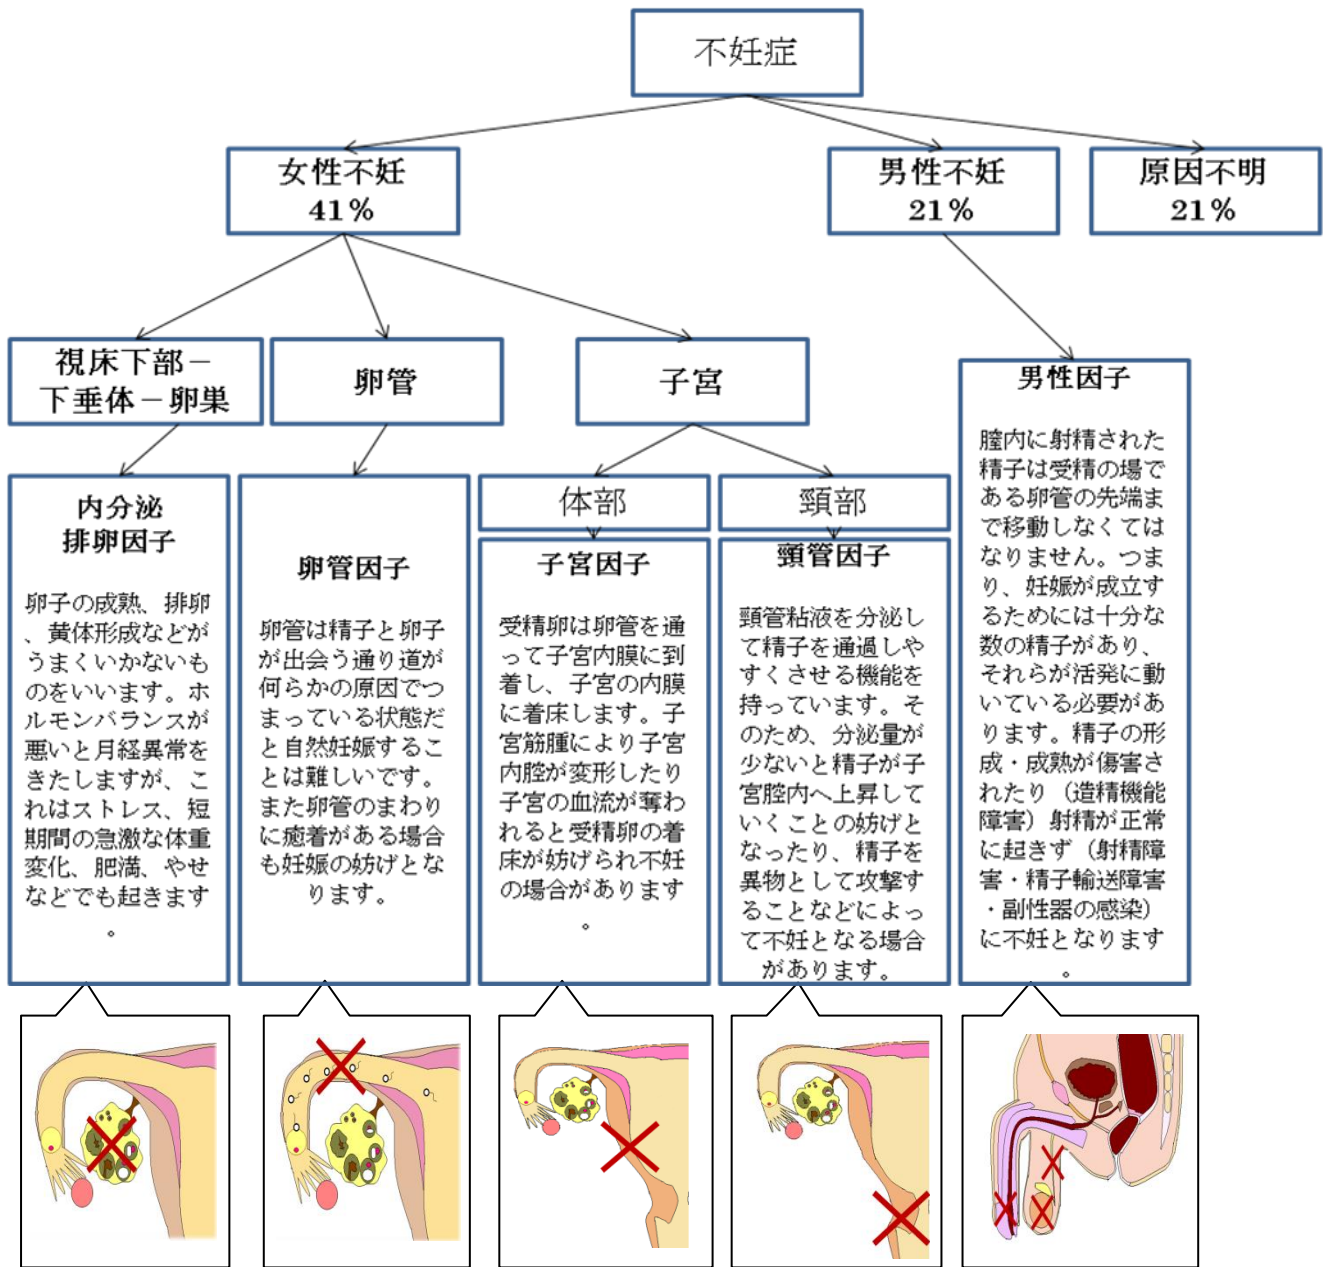 不妊症
女性不妊
41%
男性不妊
21%
原因不明
21%
視床下部－
下垂体－卵巣
卵管
子宮
体部
頸部
内分泌
排卵因子
卵子の成熟、排卵
、黄体形成などが
うまくいかないも
のをいいます。ホ
ルモンバランスが
悪いと月経異常を
きたしますが、こ
れはストレス、短
期間の急激な体重
変化、肥満、やせ
などでも起きます
。
卵管因子
卵管は精子と卵子
が出会う通り道が
何らかの原因でつ
まっている状態だ
と自然妊娠するこ
とは難しいです。
また卵管のまわり
に癒着がある場合
も妊娠の妨げとな
ります。
子宮因子
受精卵は卵管を通
って子宮内膜に到
着し、子宮の内膜
に着床します。子
宮筋腫により子宮
内腔が変形したり
子宮の血流が奪わ
れると受精卵の着
床が妨げられ不妊
の場合があります
。
頸管因子
頸管粘液を分泌し
て精子を通過しや
すくさせる機能を
持っています。そ
のため、分泌量が
少ないと精子が子
宮腔内へ上昇して
いくことの妨げと
なったり、精子を
異物として攻撃す
ることなどによっ
て不妊となる場合
があります。
男性因子
膣内に射精された
精子は受精の場で
ある卵管の先端ま
で移動しなくては
なりません。つま
り、妊娠が成立す
るためには十分な
数の精子があり、
それらが活発に動
いている必要があ
ります。精子の形
成・成熟が傷害さ
れたり（造精機能
障害）射精が正常
に起きず（射精障
害・精子輸送障害
・副性器の感染）
に不妊となります
。